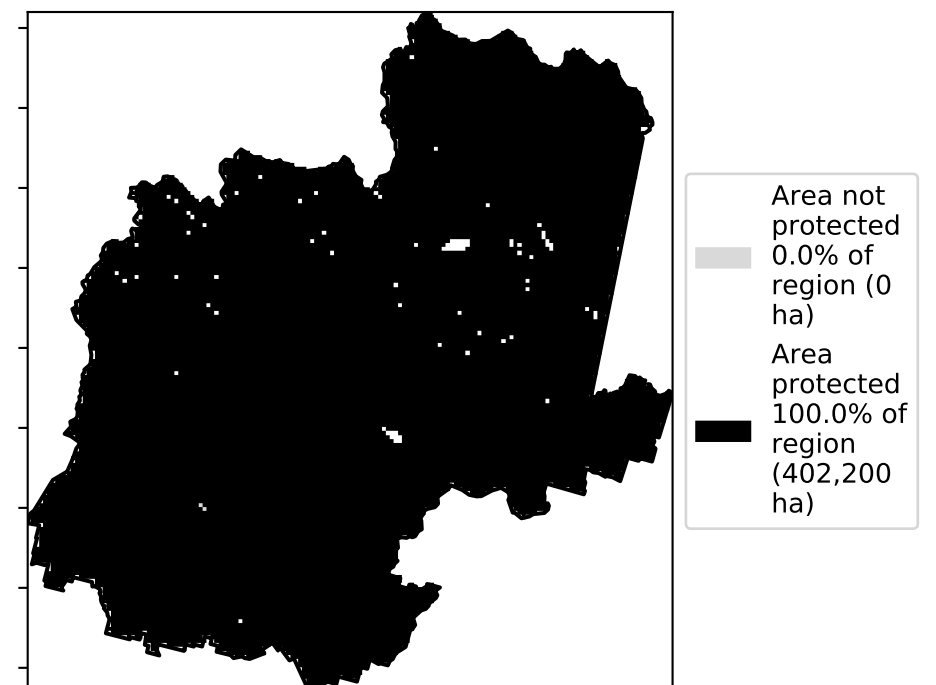 Area not
protected
0.0% of
region (0
ha)
Area
protected
100.0% of
region
(402,200
ha)